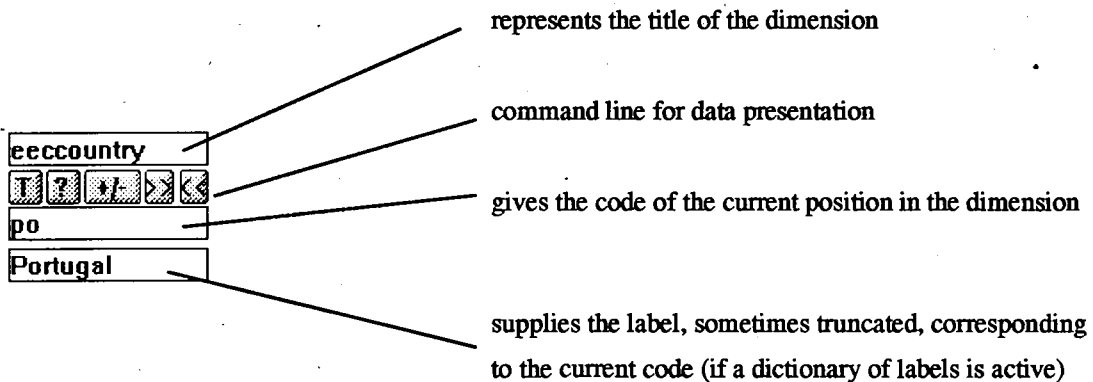 represents the title of the dimension
command line for data presentation
eeccountry
T ? +/- >> <<
gives the code of the current position in the dimension
po
Portugal
supplies the label, sometimes truncated, corresponding
to the current code (if a dictionary of labels is active)